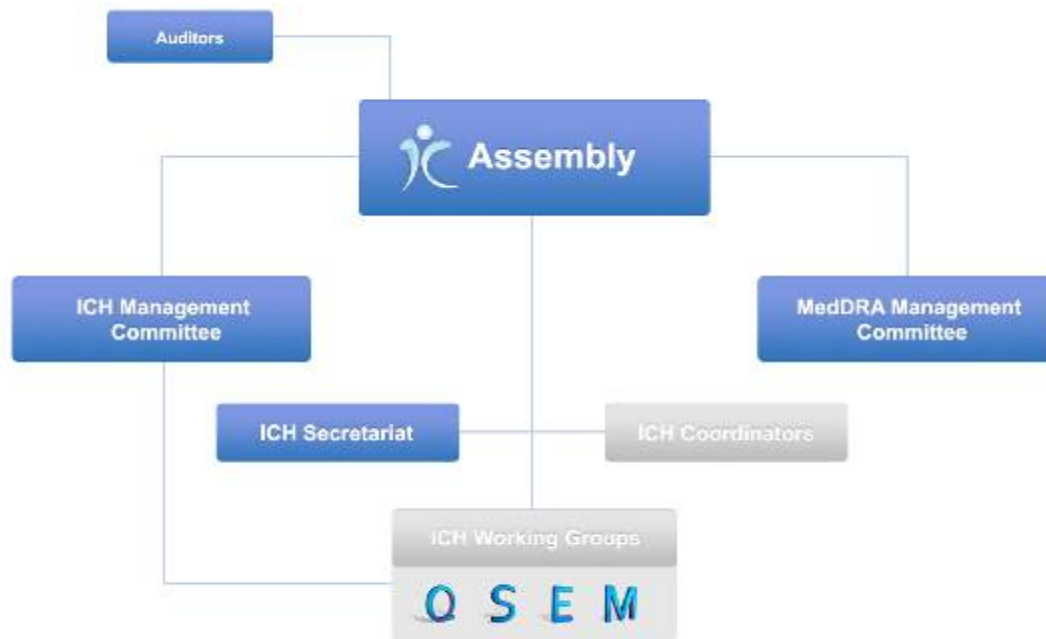 Auditors
Assembly
ICH Management
Committee
MedDRA Management
Committee
ICH Secretariat
ICH Coordinators
ICH Working Groups
Q S E M